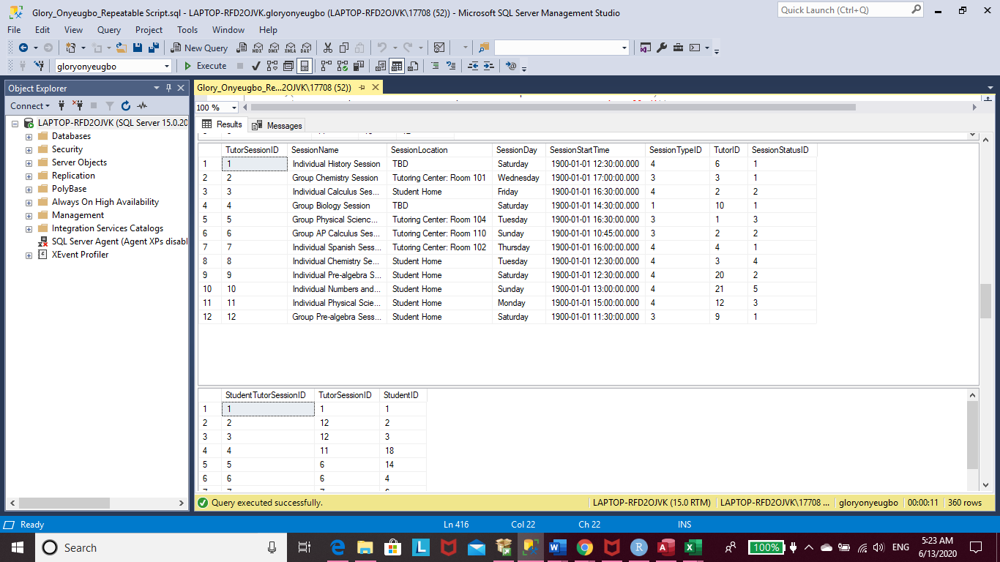 Glory_Onyeugbo_Repeatable Script.sql - LAPTOP-RFD2OJVK.gloryonyeugbo (LAPTOP-RFD2OJVK\17708 (52)) - Microsoft SQL Server Management Studio
Quick Launch (Ctrl+Q)
File Edit View Query Project Tools Window Help
New Query MDX DMX XMLA DAX
gloryonyeugbo Execute
Object Explorer
Glory_Onyeugbo_Re...2OJVK\17708 (52))
Connect
100 %
Results Messages
LAPTOP-RFD2OJVK (SQL Server 15.0.20
Databases
Security
Server Objects
Replication
PolyBase
Always On High Availability
Management
Integration Services Catalogs
SQL Server Agent (Agent XPs disabl
XEvent Profiler
TutorSessionID SessionName SessionLocation SessionDay SessionStartTime SessionTypeID TutorID SessionStatusID
1 1 Individual History Session TBD Saturday 1900-01-01 12:30:00.000 4 6 1
2 2 Group Chemistry Session Tutoring Center: Room 101 Wednesday 1900-01-01 17:00:00.000 3 3 1
3 3 Individual Calculus Ses... Student Home Friday 1900-01-01 16:30:00.000 4 2 2
4 4 Group Biology Session TBD Saturday 1900-01-01 14:30:00.000 1 10 1
5 5 Group Physical Scienc... Tutoring Center: Room 104 Tuesday 1900-01-01 16:30:00.000 3 1 3
6 6 Group AP Calculus Ses... Tutoring Center: Room 110 Sunday 1900-01-01 10:45:00.000 3 2 2
7 7 Individual Spanish Sess... Tutoring Center: Room 102 Thursday 1900-01-01 16:00:00.000 4 4 1
8 8 Individual Chemistry Se... Student Home Tuesday 1900-01-01 12:30:00.000 4 3 4
9 9 Individual Pre-algebra S... Student Home Saturday 1900-01-01 12:30:00.000 4 20 2
10 10 Individual Numbers and... Student Home Sunday 1900-01-01 13:00:00.000 4 21 5
11 11 Individual Physical Scie... Student Home Monday 1900-01-01 15:00:00.000 4 12 3
12 12 Group Pre-algebra Sess... Student Home Saturday 1900-01-01 11:30:00.000 3 9 1
StudentTutorSessionID TutorSessionID StudentID
1 1 1 1
2 2 12 2
3 3 12 3
4 4 11 18
5 5 6 14
6 6 6 4
Query executed successfully.
LAPTOP-RFD2OJVK (15.0 RTM) LAPTOP-RFD2OJVK\17708 ... gloryonyeugbo 00:00:11 360 rows
Ready Ln 416 Col 22 Ch 22 INS
Search
100% ENG
5:23 AM
6/13/2020